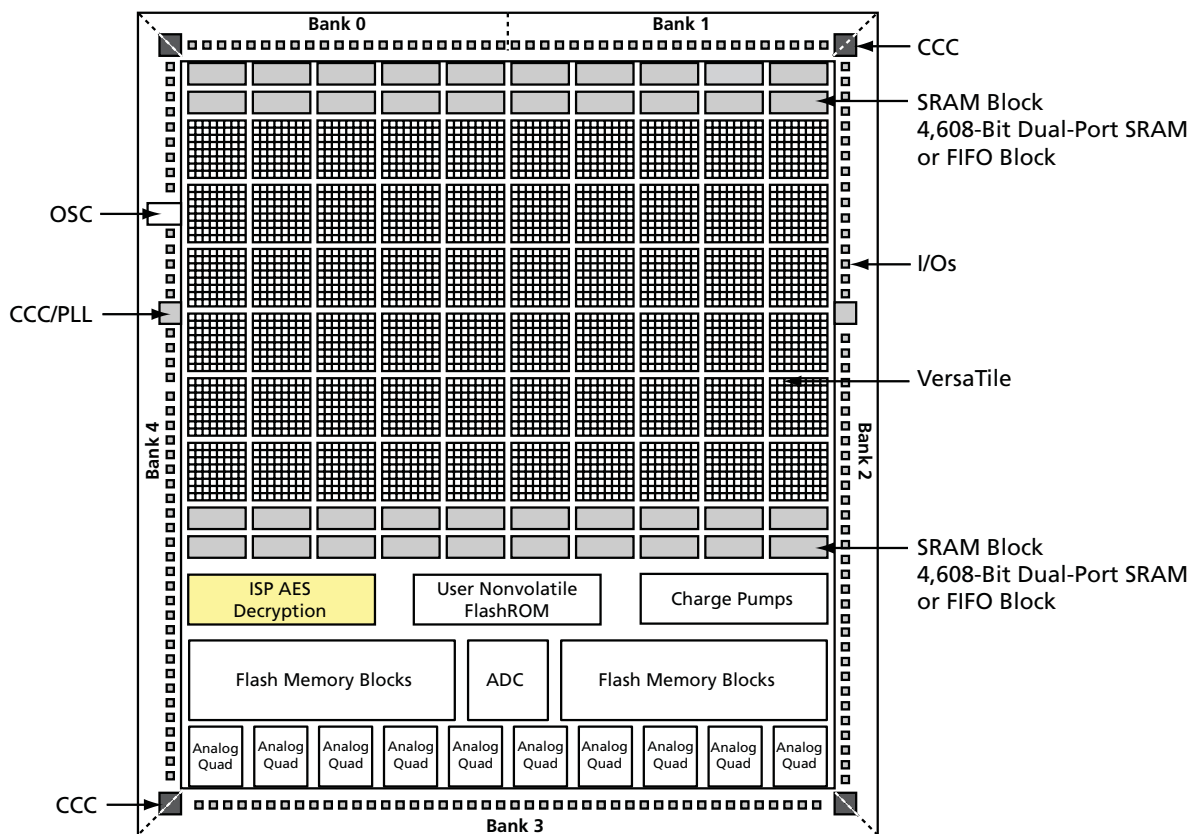 Bank 0
Bank 1
CCC
SRAM Block
4,608-Bit Dual-Port SRAM
or FIFO Block
OSC
I/Os
CCC/PLL
VersaTile
Bank 4
Bank 2
SRAM Block
4,608-Bit Dual-Port SRAM
or FIFO Block
ISP AES
Decryption
User Nonvolatile
FlashROM
Charge Pumps
Flash Memory Blocks
ADC
Flash Memory Blocks
Analog
Quad
Analog
Quad
Analog
Quad
Analog
Quad
Analog
Quad
Analog
Quad
Analog
Quad
Analog
Quad
Analog
Quad
Analog
Quad
CCC
Bank 3